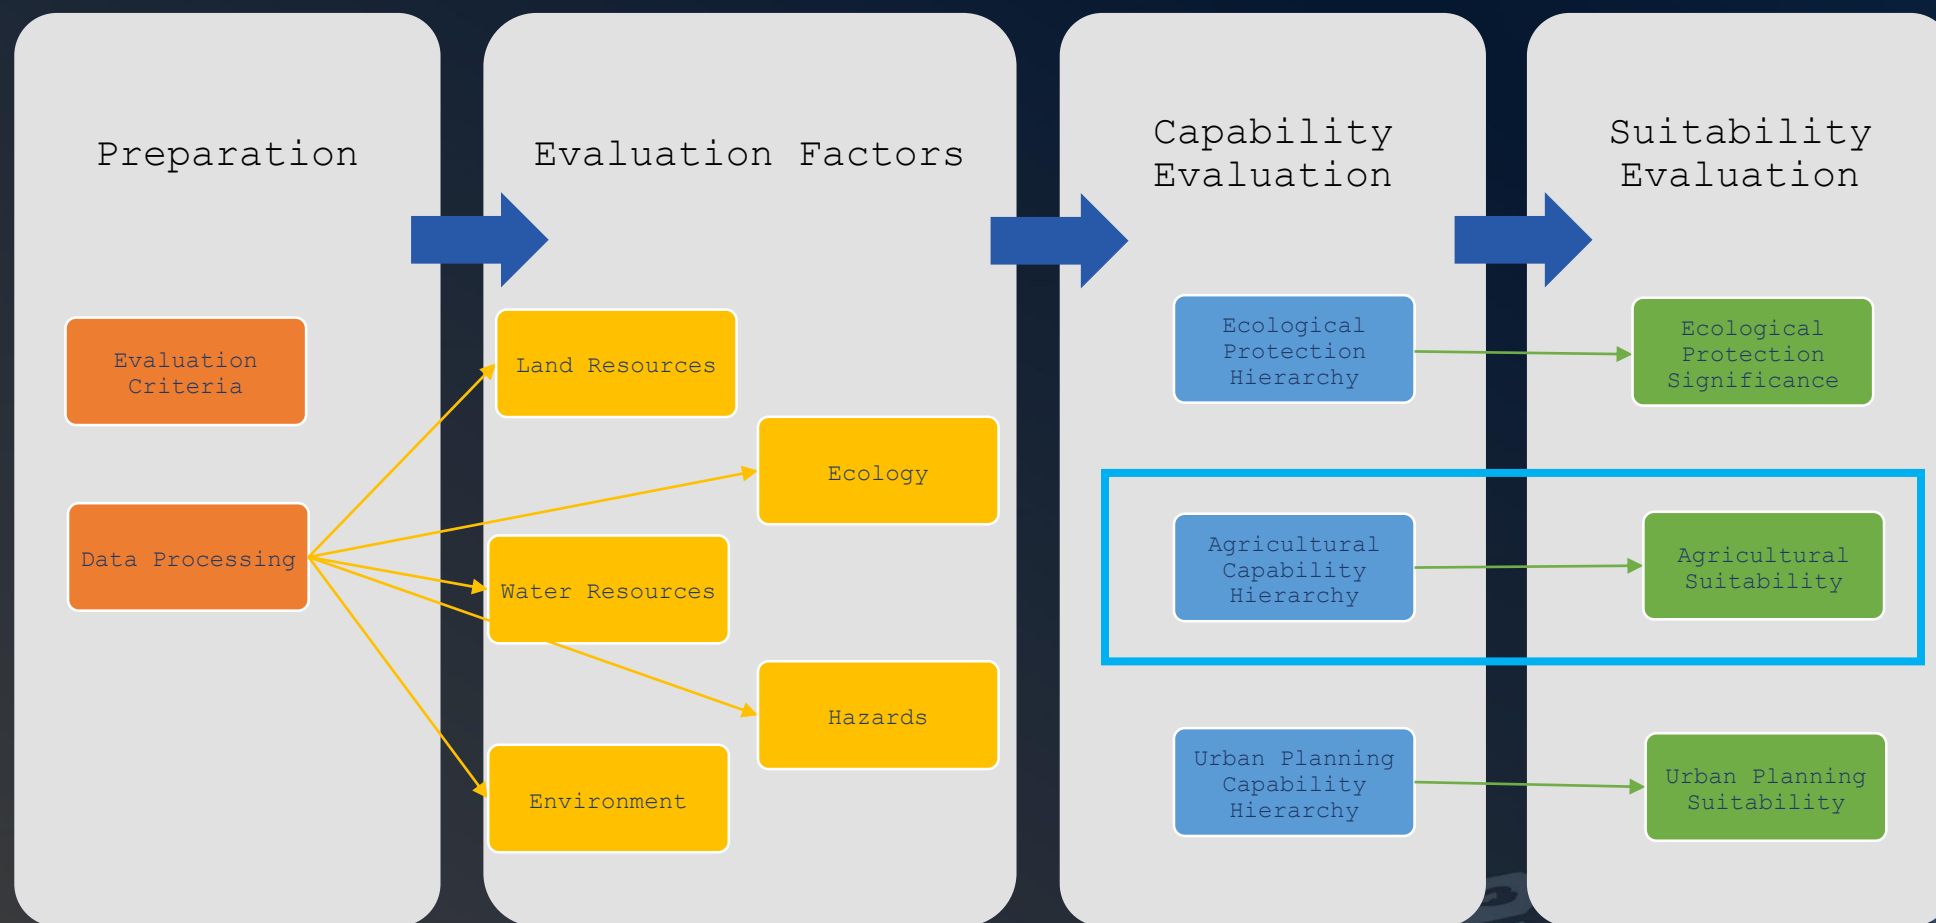 Preparation
Evaluation
Criteria
Data Processing
Evaluation Factors
Land Resources
Ecology
Water Resources
Hazards
Environment
Capability
Evaluation
Ecological
Protection
Hierarchy
Agricultural
Capability
Hierarchy
Urban Planning
Capability
Hierarchy
Suitability
Evaluation
Ecological
Protection
Significance
Agricultural
Suitability
Urban Planning
Suitability